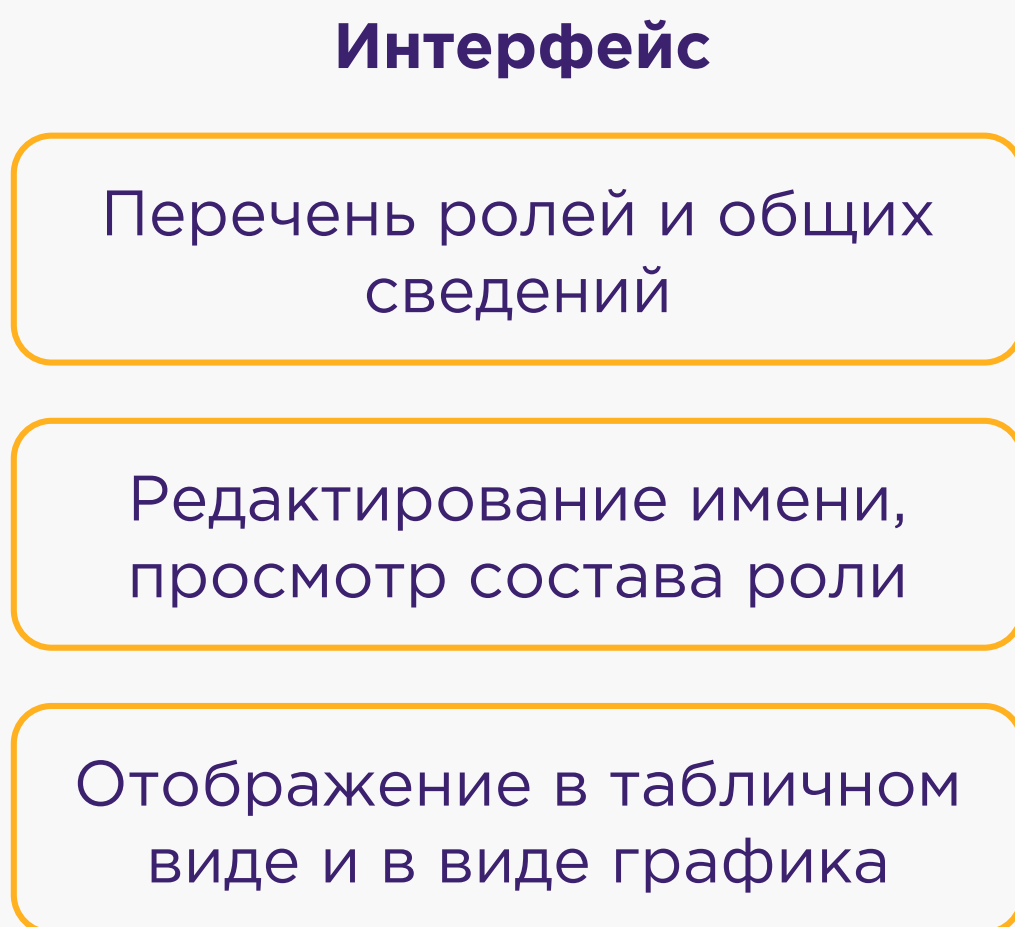 Интерфейс
Перечень ролей и общих
сведений
Редактирование имени,
просмотр состава роли
Отображение в табличном
виде и в виде графика